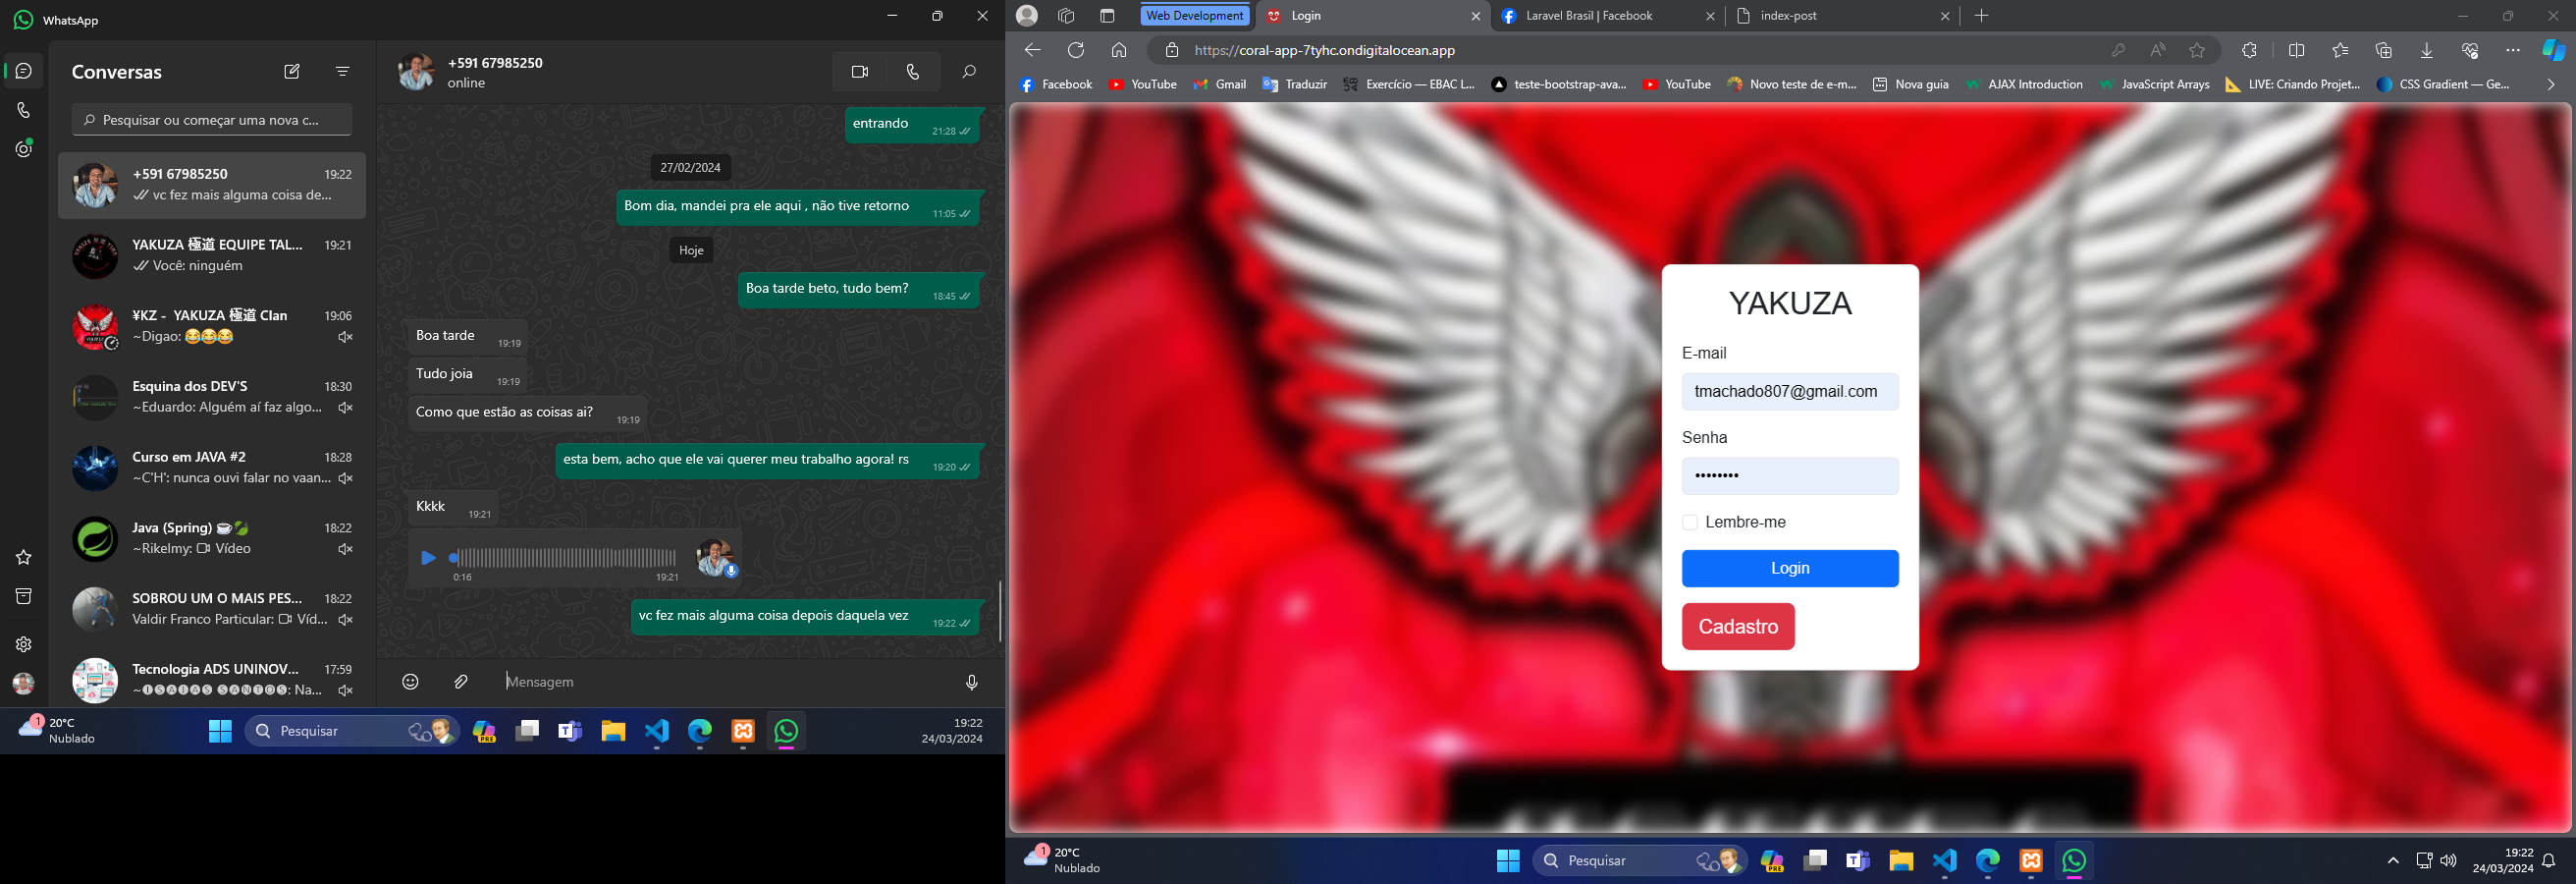 WhatsApp
Conversas
Pesquisar ou começar uma nova c...
+591 67985250
19:22
vc fez mais alguma coisa de...
YAKUZA 極道 EQUIPE TAL...
19:21
Você: ninguém
¥KZ - YAKUZA 極道 Clan
19:06
~Digao: 😂😂😂
Esquina dos DEV'S
18:30
~Eduardo: Alguém aí faz algo...
Curso em JAVA #2
18:28
~C'H': nunca ouvi falar no vaan...
Java (Spring) ☕🍃
18:22
~Rikelmy: Vídeo
SOBROU UM O MAIS PES...
18:22
Valdir Franco Particular: Víd...
Tecnologia ADS UNINOV...
17:59
~🅘🅢🅐🅘🅐🅢 🅢🅐🅝🅣🅞🅢: Na...
+591 67985250
online
entrando
21:28
27/02/2024
Bom dia, mandei pra ele aqui , não tive retorno
11:05
Hoje
Boa tarde beto, tudo bem?
18:45
Boa tarde
19:19
Tudo joia
19:19
Como que estão as coisas ai?
19:19
esta bem, acho que ele vai querer meu trabalho agora! rs
19:20
Kkkk
19:21
0:16
19:21
vc fez mais alguma coisa depois daquela vez
19:22
Mensagem
1
20°C
Nublado
Pesquisar
PRE
19:22
24/03/2024
Web Development
Login
Laravel Brasil | Facebook
index-post
https://coral-app-7tyhc.ondigitalocean.app
Facebook
YouTube
Gmail
Traduzir
Exercício — EBAC L...
teste-bootstrap-ava...
YouTube
Novo teste de e-m...
Nova guia
AJAX Introduction
JavaScript Arrays
LIVE: Criando Projet...
CSS Gradient — Ge...
YAKUZA
E-mail
tmachado807@gmail.com
Senha
••••••••
Lembre-me
Login
Cadastro
1
20°C
Nublado
Pesquisar
PRE
19:22
24/03/2024